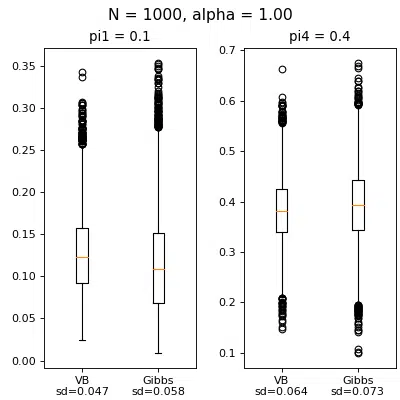 N = 1000, alpha = 1.00
pi1 = 0.1
0.35
0.30
0.25
0.20
0.15
0.10
0.05
0.00
VB
sd=0.047
Gibbs
sd=0.058
pi4 = 0.4
0.7
0.6
0.5
0.4
0.3
0.2
0.1
VB
sd=0.064
Gibbs
sd=0.073